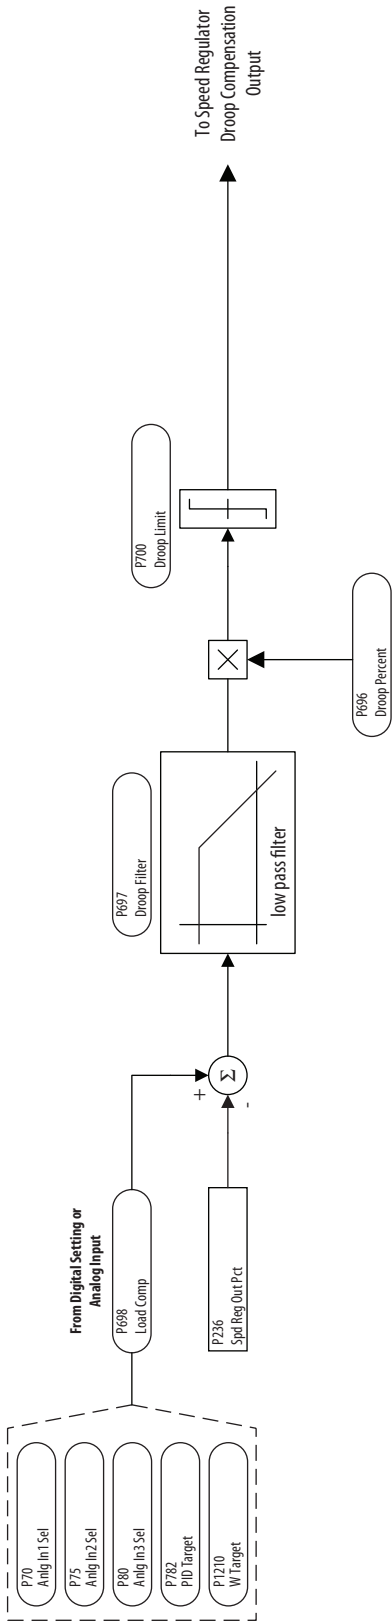 P70
Anlg In1 Sel
P75
Anlg In2 Sel
P80
Anlg In3 Sel
P782
PID Target
P1210
W Target
From Digital Setting or
Analog Input
P698
Load Comp
P236
Spd Reg Out Pct
+
-
Σ
P697
Droop Filter
low pass filter
P696
Droop Percent
P700
Droop Limit
To Speed Regulator
Droop Compensation
Output